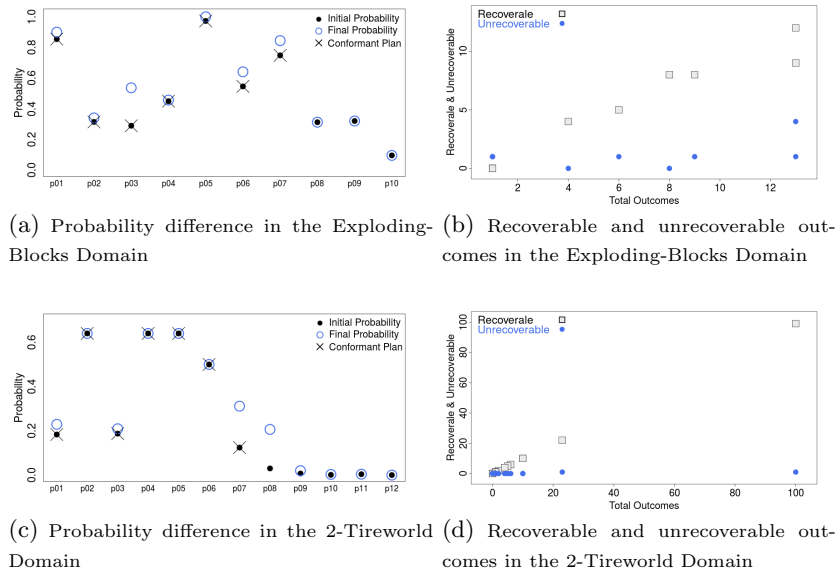 Initial Probability
Final Probability
Conformant Plan
Probability
0.0 0.2 0.4 0.6 0.8 1.0
p01 p02 p03 p04 p05 p06 p07 p08 p09 p10
Recoverale
Unrecoverable
Recoverale & Unrecoverable
0 5 10
2 4 6 8 10 12
Total Outcomes
(a) Probability difference in the Exploding-
Blocks Domain
(b) Recoverable and unrecoverable out-
comes in the Exploding-Blocks Domain
Initial Probability
Final Probability
Conformant Plan
Probability
0.0 0.2 0.4 0.6
p01 p02 p03 p04 p05 p06 p07 p08 p09 p10 p11 p12
Recoverale
Unrecoverable
Recoverale & Unrecoverable
0 20 40 60 80 100
0 20 40 60 80 100
Total Outcomes
(c) Probability difference in the 2-Tireworld
Domain
(d) Recoverable and unrecoverable out-
comes in the 2-Tireworld Domain